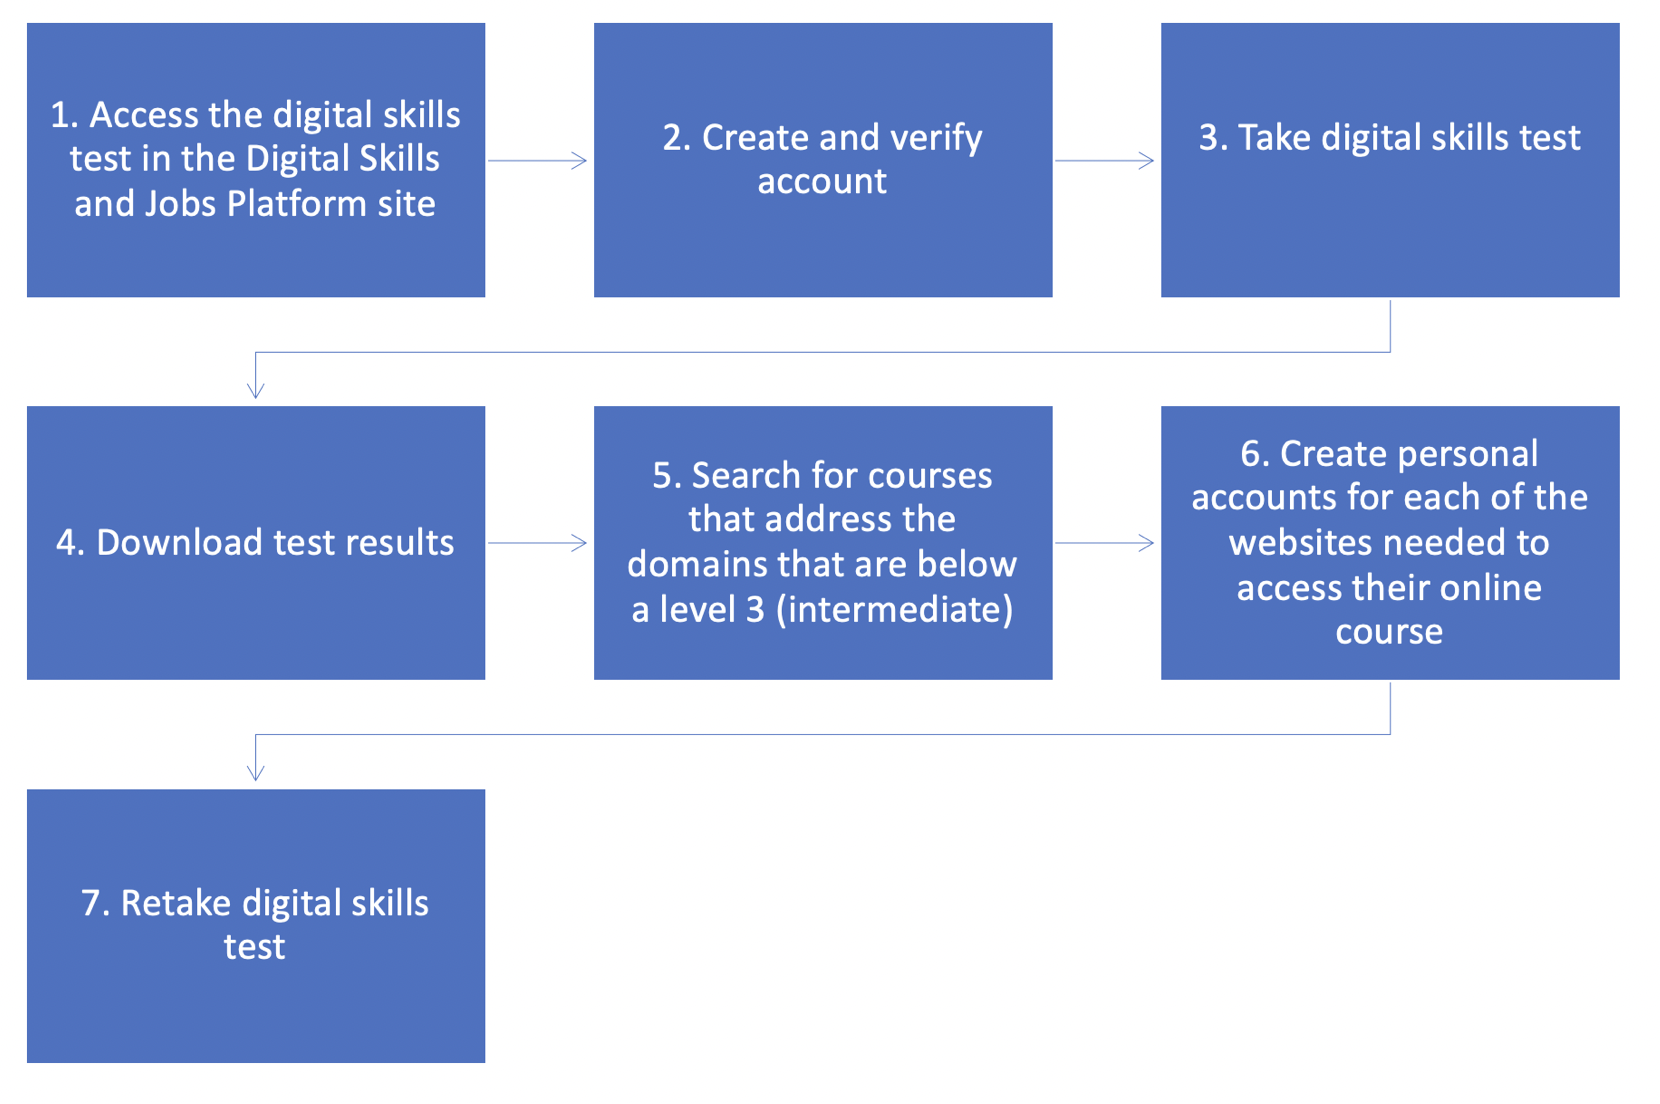 1. Access the digital skills
test in the Digital Skills
and Jobs Platform site
2. Create and verify
account
3. Take digital skills test
4. Download test results
5. Search for courses
that address the
domains that are below
a level 3 (intermediate)
6. Create personal
accounts for each of the
websites needed to
access their online
course
7. Retake digital skills
test